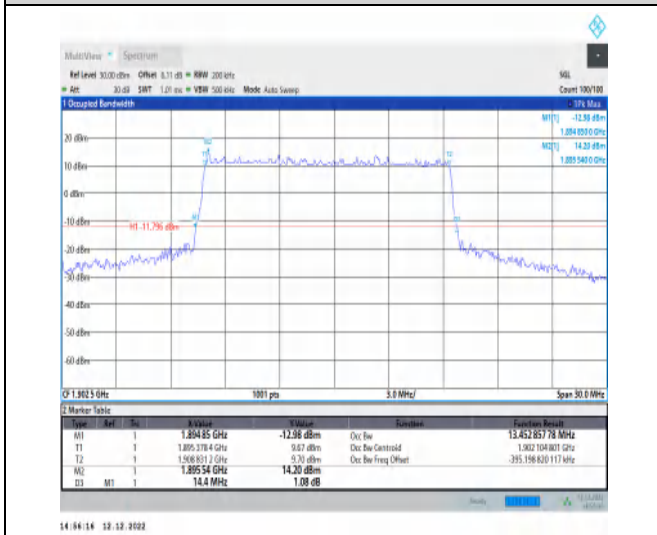 MultiView Spectrum
Ref Level 30.00 dBm Offset 8.11 dB RBW 200 kHz SGL
Att 30 dB SWT 1.01 ms VBW 500 kHz Mode Auto Sweep Count 100/100
1 Occupied Bandwidth 1Pk Max
M1[1] -12.98 dBm
1.894 850 0 GHz
M2[1] 14.20 dBm
1.895 540 0 GHz
20 dBm
10 dBm
0 dBm
-10 dBm
H1 -11.796 dBm
-20 dBm
-30 dBm
-40 dBm
-50 dBm
-60 dBm
M2
T1
T2
CF 1.902 5 GHz 1001 pts 3.0 MHz/ Span 30.0 MHz
2 Marker Table
Type Ref Trc X-Value Y-Value Function Function Result
M1 1 1.894 85 GHz -12.98 dBm Occ Bw 13.452 857 78 MHz
T1 1 1.895 378 4 GHz 9.67 dBm Occ Bw Centroid 1.902 104 801 GHz
T2 1 1.908 831 2 GHz 9.70 dBm Occ Bw Freq Offset -395.198 820 117 kHz
M2 1 1.895 54 GHz 14.20 dBm
D3 M1 1 14.4 MHz 1.08 dB
Ready
14:56:16 12.12.2022